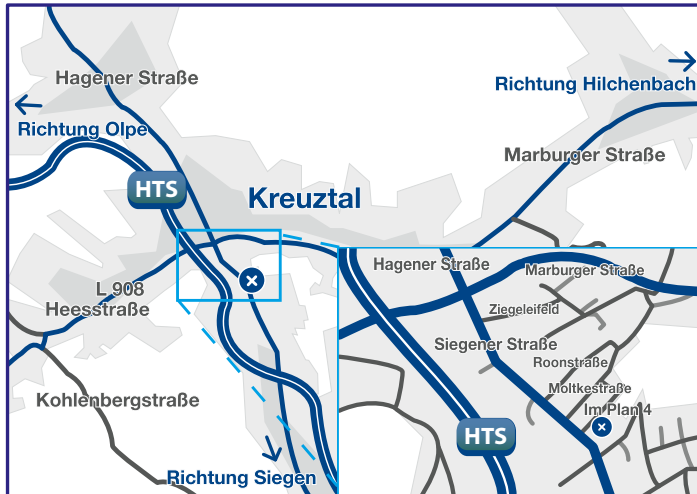 Hagener Straße
Richtung Hilchenbach
Richtung Olpe
Marburger Straße
HTS
Kreuztal
Hagener Straße
Marburger Straße
L 908
Heesstraße
Ziegeleifeld
Siegener Straße
Roonstraße
Moltkestraße
Kohlenbergstraße
Im Plan 4
HTS
Richtung Siegen